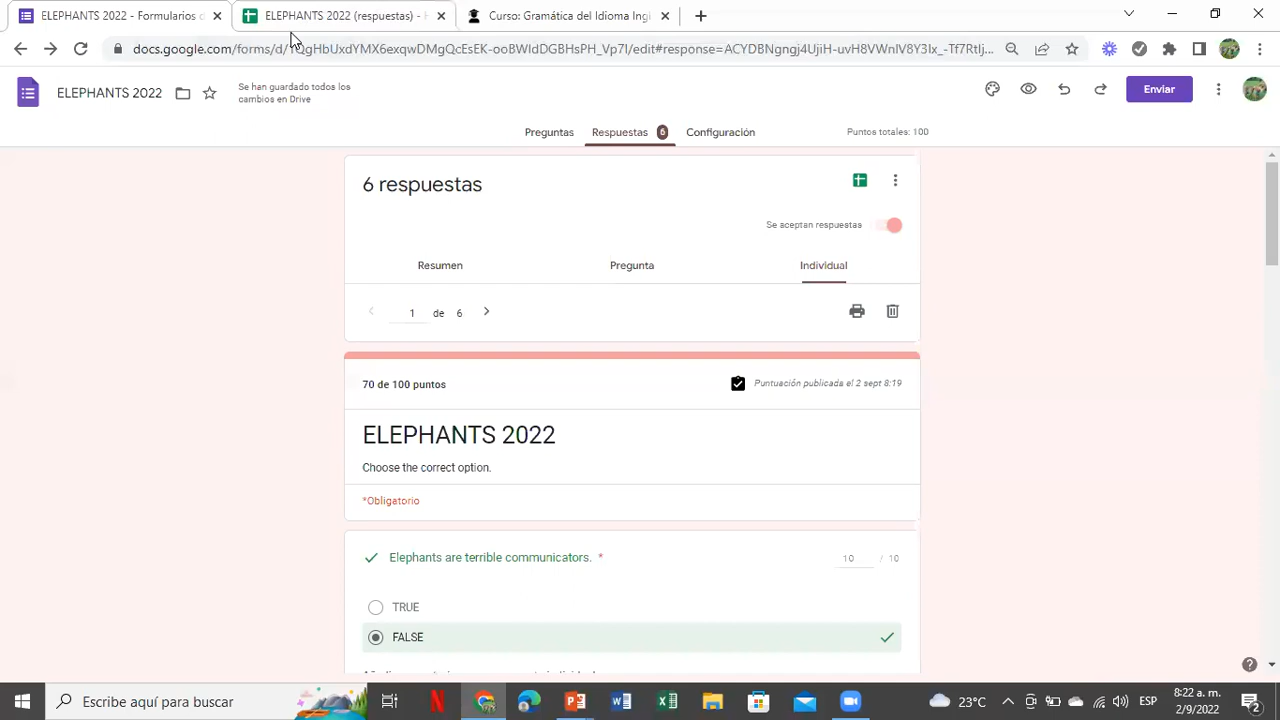 ELEPHANTS 2022 - Formularios d
ELEPHANTS 2022 (respuestas) - H
Curso: Gramática del Idioma Ingl
ELEPHANTS 2022
Se han guardado todos los
cambios en Drive
Enviar
Preguntas
Respuestas 6
Configuración
Puntos totales: 100
6 respuestas
Se aceptan respuestas
Resumen
Pregunta
Individual
1 de 6
70 de 100 puntos
Puntuación publicada el 2 sept 8:19
ELEPHANTS 2022
Choose the correct option.
*Obligatorio
Elephants are terrible communicators. *
10 / 10
TRUE
FALSE
Escribe aquí para buscar
23°C
ESP
8:22 a. m.
2/9/2022
2